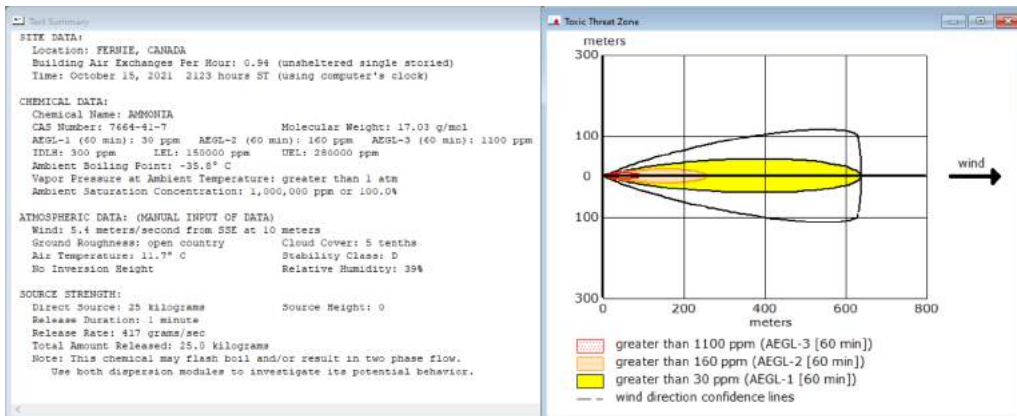 Text Summary
SITE DATA:
Location: FERNIE, CANADA
Building Air Exchanges Per Hour: 0.94 (unsheltered single storied)
Time: October 15, 2021 2123 hours ST (using computer's clock)
CHEMICAL DATA:
Chemical Name: AMMONIA
CAS Number: 7664-41-7 Molecular Weight: 17.03 g/mol
AEGL-1 (60 min): 30 ppm AEGL-2 (60 min): 160 ppm AEGL-3 (60 min): 1100 ppm
IDLH: 300 ppm LEL: 150000 ppm UEL: 280000 ppm
Ambient Boiling Point: -35.8° C
Vapor Pressure at Ambient Temperature: greater than 1 atm
Ambient Saturation Concentration: 1,000,000 ppm or 100.0%
ATMOSPHERIC DATA: (MANUAL INPUT OF DATA)
Wind: 5.4 meters/second from SSE at 10 meters
Ground Roughness: open country Cloud Cover: 5 tenths
Air Temperature: 11.7° C Stability Class: D
No Inversion Height Relative Humidity: 39%
SOURCE STRENGTH:
Direct Source: 25 kilograms Source Height: 0
Release Duration: 1 minute
Release Rate: 417 grams/sec
Total Amount Released: 25.0 kilograms
Note: This chemical may flash boil and/or result in two phase flow.
Use both dispersion modules to investigate its potential behavior.
Toxic Threat Zone
meters
300
100
0
100
300
0 200 400 600 800
meters
wind
greater than 1100 ppm (AEGL-3 [60 min])
greater than 160 ppm (AEGL-2 [60 min])
greater than 30 ppm (AEGL-1 [60 min])
wind direction confidence lines